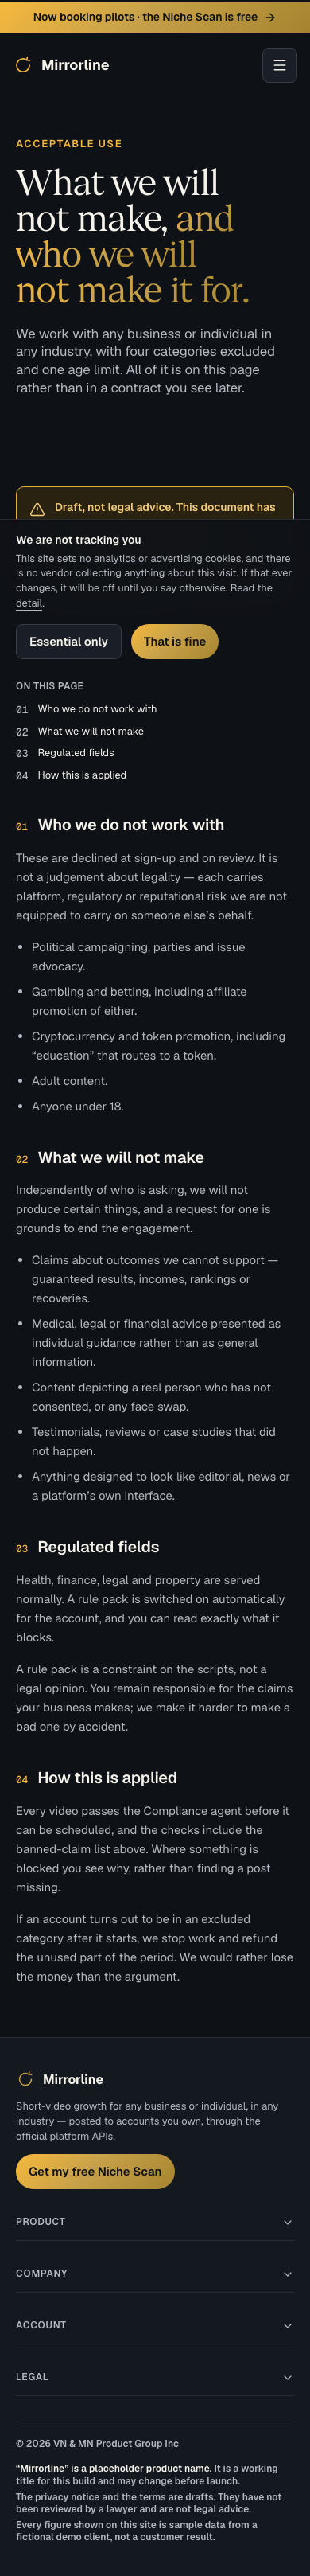 Now booking pilots · the Niche Scan is free →
Mirrorline
ACCEPTABLE USE
What we will
not make, and
who we will
not make it for.
We work with any business or individual in
any industry, with four categories excluded
and one age limit. All of it is on this page
rather than in a contract you see later.
Draft, not legal advice. This document has
We are not tracking you
This site sets no analytics or advertising cookies, and there
is no vendor collecting anything about this visit. If that ever
changes, it will be off until you say otherwise. Read the
detail.
Essential only
That is fine
ON THIS PAGE
01 Who we do not work with
02 What we will not make
03 Regulated fields
04 How this is applied
01 Who we do not work with
These are declined at sign-up and on review. It is
not a judgement about legality — each carries
platform, regulatory or reputational risk we are not
equipped to carry on someone else’s behalf.
• Political campaigning, parties and issue
advocacy.
• Gambling and betting, including affiliate
promotion of either.
• Cryptocurrency and token promotion, including
“education” that routes to a token.
• Adult content.
• Anyone under 18.
02 What we will not make
Independently of who is asking, we will not
produce certain things, and a request for one is
grounds to end the engagement.
• Claims about outcomes we cannot support —
guaranteed results, incomes, rankings or
recoveries.
• Medical, legal or financial advice presented as
individual guidance rather than as general
information.
• Content depicting a real person who has not
consented, or any face swap.
• Testimonials, reviews or case studies that did
not happen.
• Anything designed to look like editorial, news or
a platform’s own interface.
03 Regulated fields
Health, finance, legal and property are served
normally. A rule pack is switched on automatically
for the account, and you can read exactly what it
blocks.
A rule pack is a constraint on the scripts, not a
legal opinion. You remain responsible for the claims
your business makes; we make it harder to make a
bad one by accident.
04 How this is applied
Every video passes the Compliance agent before it
can be scheduled, and the checks include the
banned-claim list above. Where something is
blocked you see why, rather than finding a post
missing.
If an account turns out to be in an excluded
category after it starts, we stop work and refund
the unused part of the period. We would rather lose
the money than the argument.
Mirrorline
Short-video growth for any business or individual, in any
industry — posted to accounts you own, through the
official platform APIs.
Get my free Niche Scan
PRODUCT
COMPANY
ACCOUNT
LEGAL
© 2026 VN & MN Product Group Inc
“Mirrorline” is a placeholder product name. It is a working
title for this build and may change before launch.
The privacy notice and the terms are drafts. They have not
been reviewed by a lawyer and are not legal advice.
Every figure shown on this site is sample data from a
fictional demo client, not a customer result.